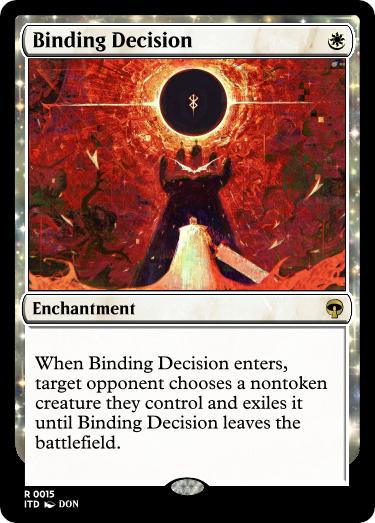 Binding Decision
Enchantment
When Binding Decision enters,
target opponent chooses a nontoken
creature they control and exiles it
until Binding Decision leaves the
battlefield.
R 0015
ITD DON